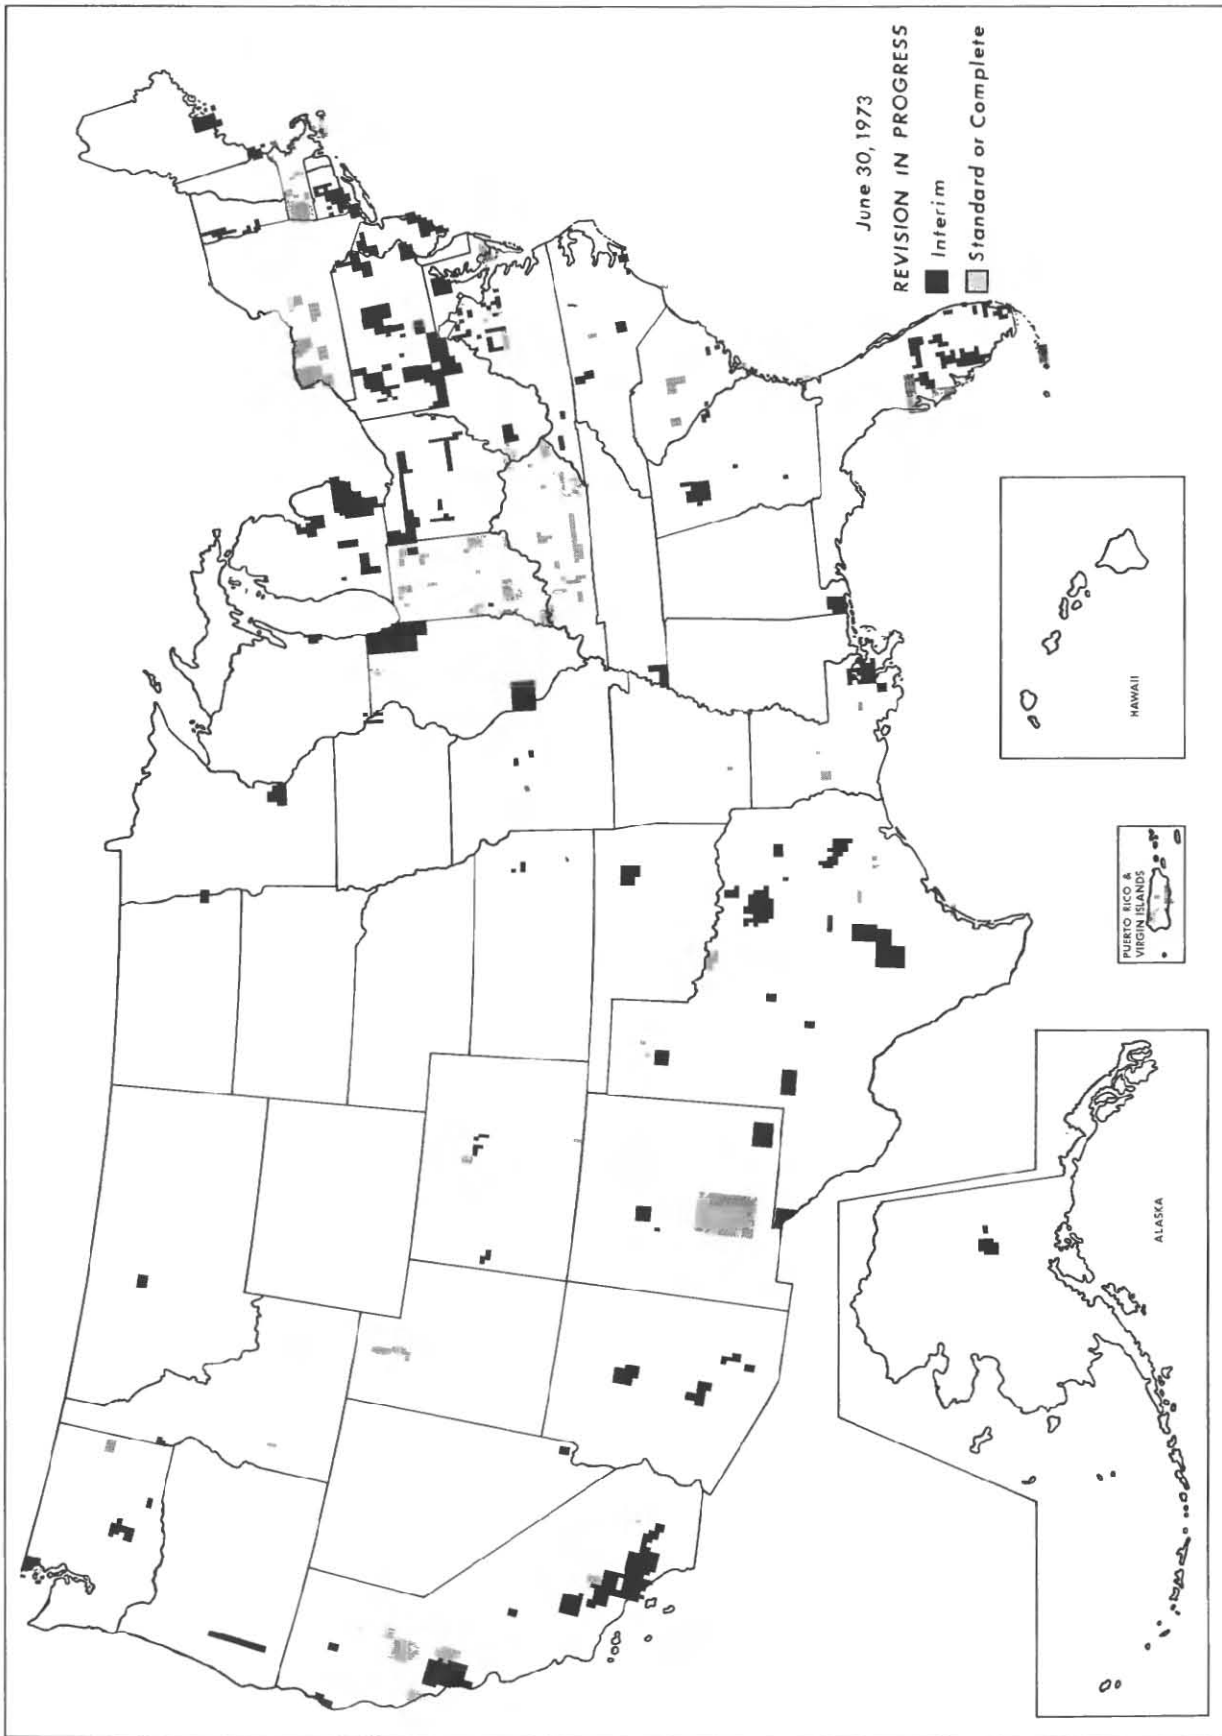 June 30, 1973
REVISION IN PROGRESS
Interim
Standard or Complete
HAWAII
PUERTO RICO &
VIRGIN ISLANDS
ALASKA